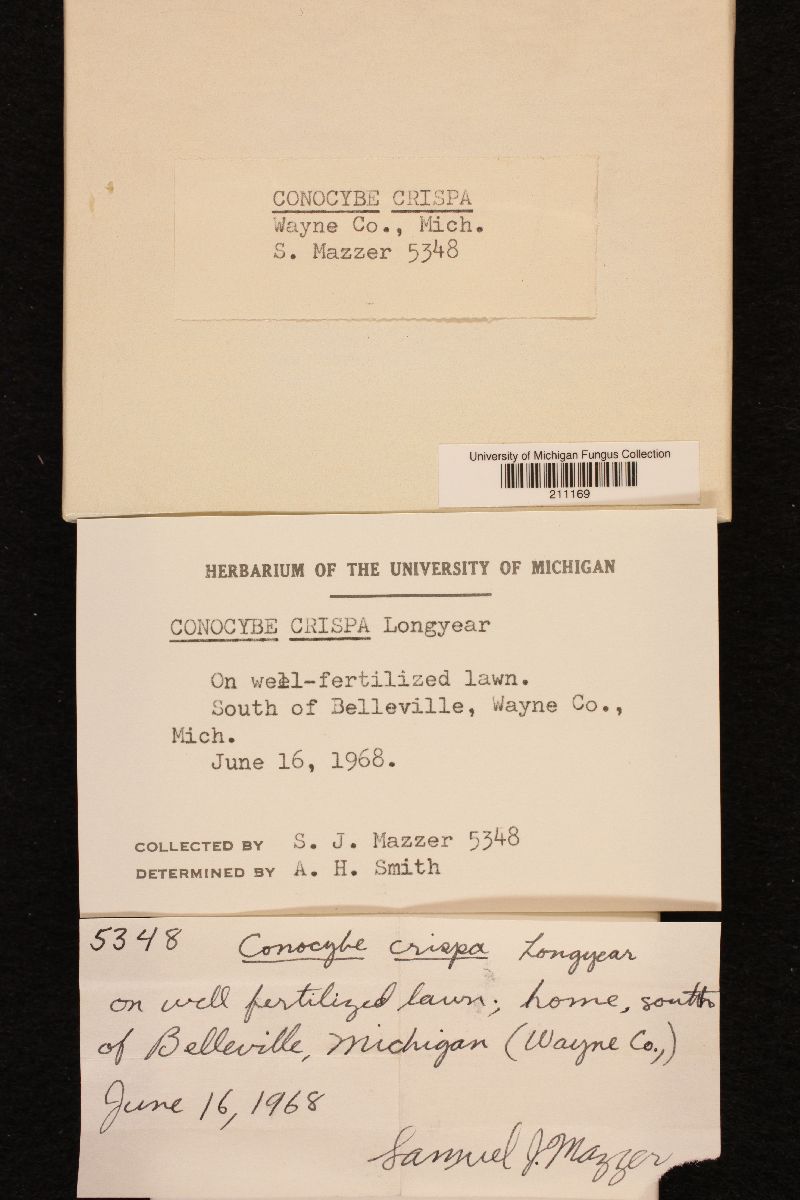 CONOCYBE CRISPA
Wayne Co., Mich.
S. Mazzer 5348
University of Michigan Fungus Collection
211169
HERBARIUM OF THE UNIVERSITY OF MICHIGAN
CONOCYBE CRISPA Longyear
On well-fertilized lawn.
South of Belleville, Wayne Co.,
Mich.
June 16, 1968.
COLLECTED BY S. J. Mazzer 5348
DETERMINED BY A. H. Smith
5348 Conocybe crispa Longyear
on well fertilized lawn; home, south
of Belleville, Michigan (Wayne Co.,)
June 16, 1968
Samuel J. Mazzer